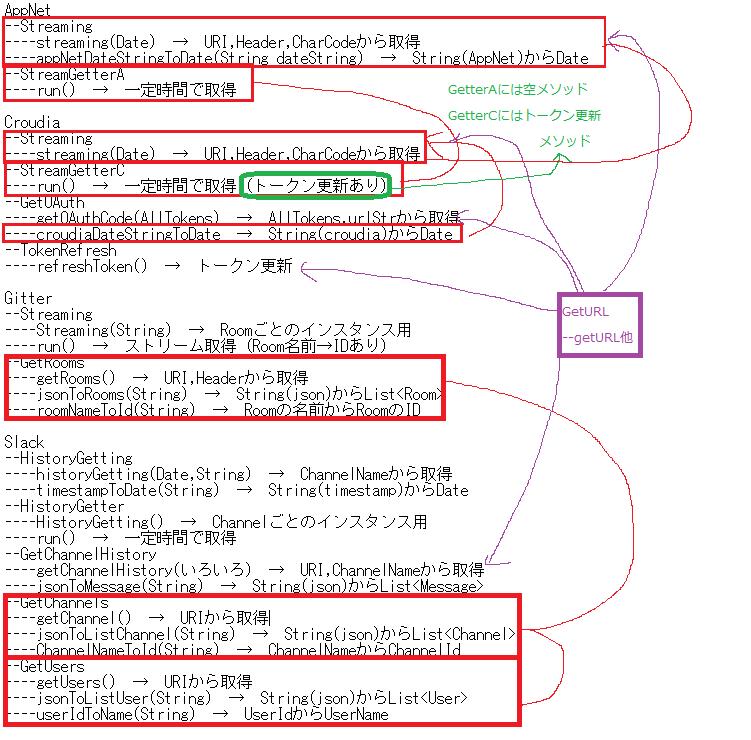 AppNet
--Streaming
----streaming(Date)　→　URI,Header,CharCodeから取得
----appNetDateStringToDate(String dateString)　→　String(AppNet)からDate
--StreamGetterA
----run()　→　一定時間で取得
GetterAには空メソッド
GetterCにはトークン更新
メソッド
Croudia
--Streaming
----streaming(Date)　→　URI,Header,CharCodeから取得
--StreamGetterC
----run()　→　一定時間で取得 (トークン更新あり)
--GetOAuth
----getOAuthCode(AllTokens)　→　AllTokens.urlStrから取得
----croudiaDateStringToDate　→　String(croudia)からDate
--TokenRefresh
----refreshToken()　→　トークン更新
GetURL
--getURL他
Gitter
--Streaming
----Streaming(String)　→　Roomごとのインスタンス用
----run()　→　ストリーム取得 (Room名前→IDあり)
--GetRooms
----getRooms()　→　URI,Headerから取得
----jsonToRooms(String)　→　String(json)からList<Room>
----roomNameToId(String)　→　Roomの名前からRoomのID
Slack
--HistoryGetting
----historyGetting(Date,String)　→　ChannelNameから取得
----timestampToDate(String)　→　String(timestamp)からDate
--HistoryGetter
----HistoryGetting()　→　Channelごとのインスタンス用
----run()　→　一定時間で取得
--GetChannelHistory
----getChannelHistory(いろいろ)　→　URI,ChannelNameから取得
----jsonToMessage(String)　→　String(json)からList<Message>
--GetChannels
----getChannel()　→　URIから取得
----jsonToListChannel(String)　→　String(json)からList<Channel>
----ChannelNameToId(String)　→　ChannelNameからChannelId
--GetUsers
----getUsers()　→　URIから取得
----jsonToListUser(String)　→　String(json)からList<User>
----userIdToName(String)　→　UserIdからUserName